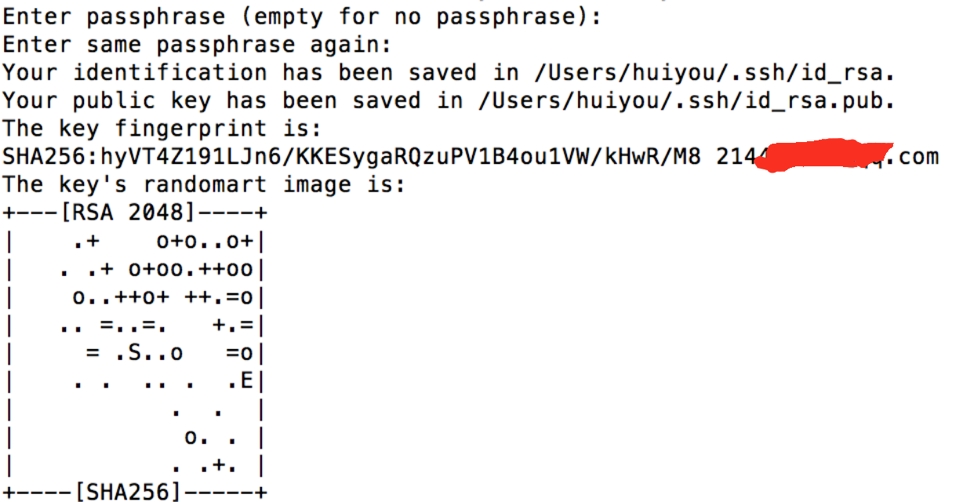 Enter passphrase (empty for no passphrase):
Enter same passphrase again:
Your identification has been saved in /Users/huiyou/.ssh/id_rsa.
Your public key has been saved in /Users/huiyou/.ssh/id_rsa.pub.
The key fingerprint is:
SHA256:hyVT4Z191LJn6/KKESygaRQzuPV1B4ou1VW/kHwR/M8 214 .com
The key's randomart image is:
+---[RSA 2048]----+
|     .+    o+o..o+|
|    . .+ o+oo.++oo|
|     o..++o+ ++.=o|
|    .. =..=.   +.=|
|      = .S..o   =o|
|     . .  .. .  .E|
|            .  .  |
|             o. . |
|            . .+. |
+----[SHA256]-----+